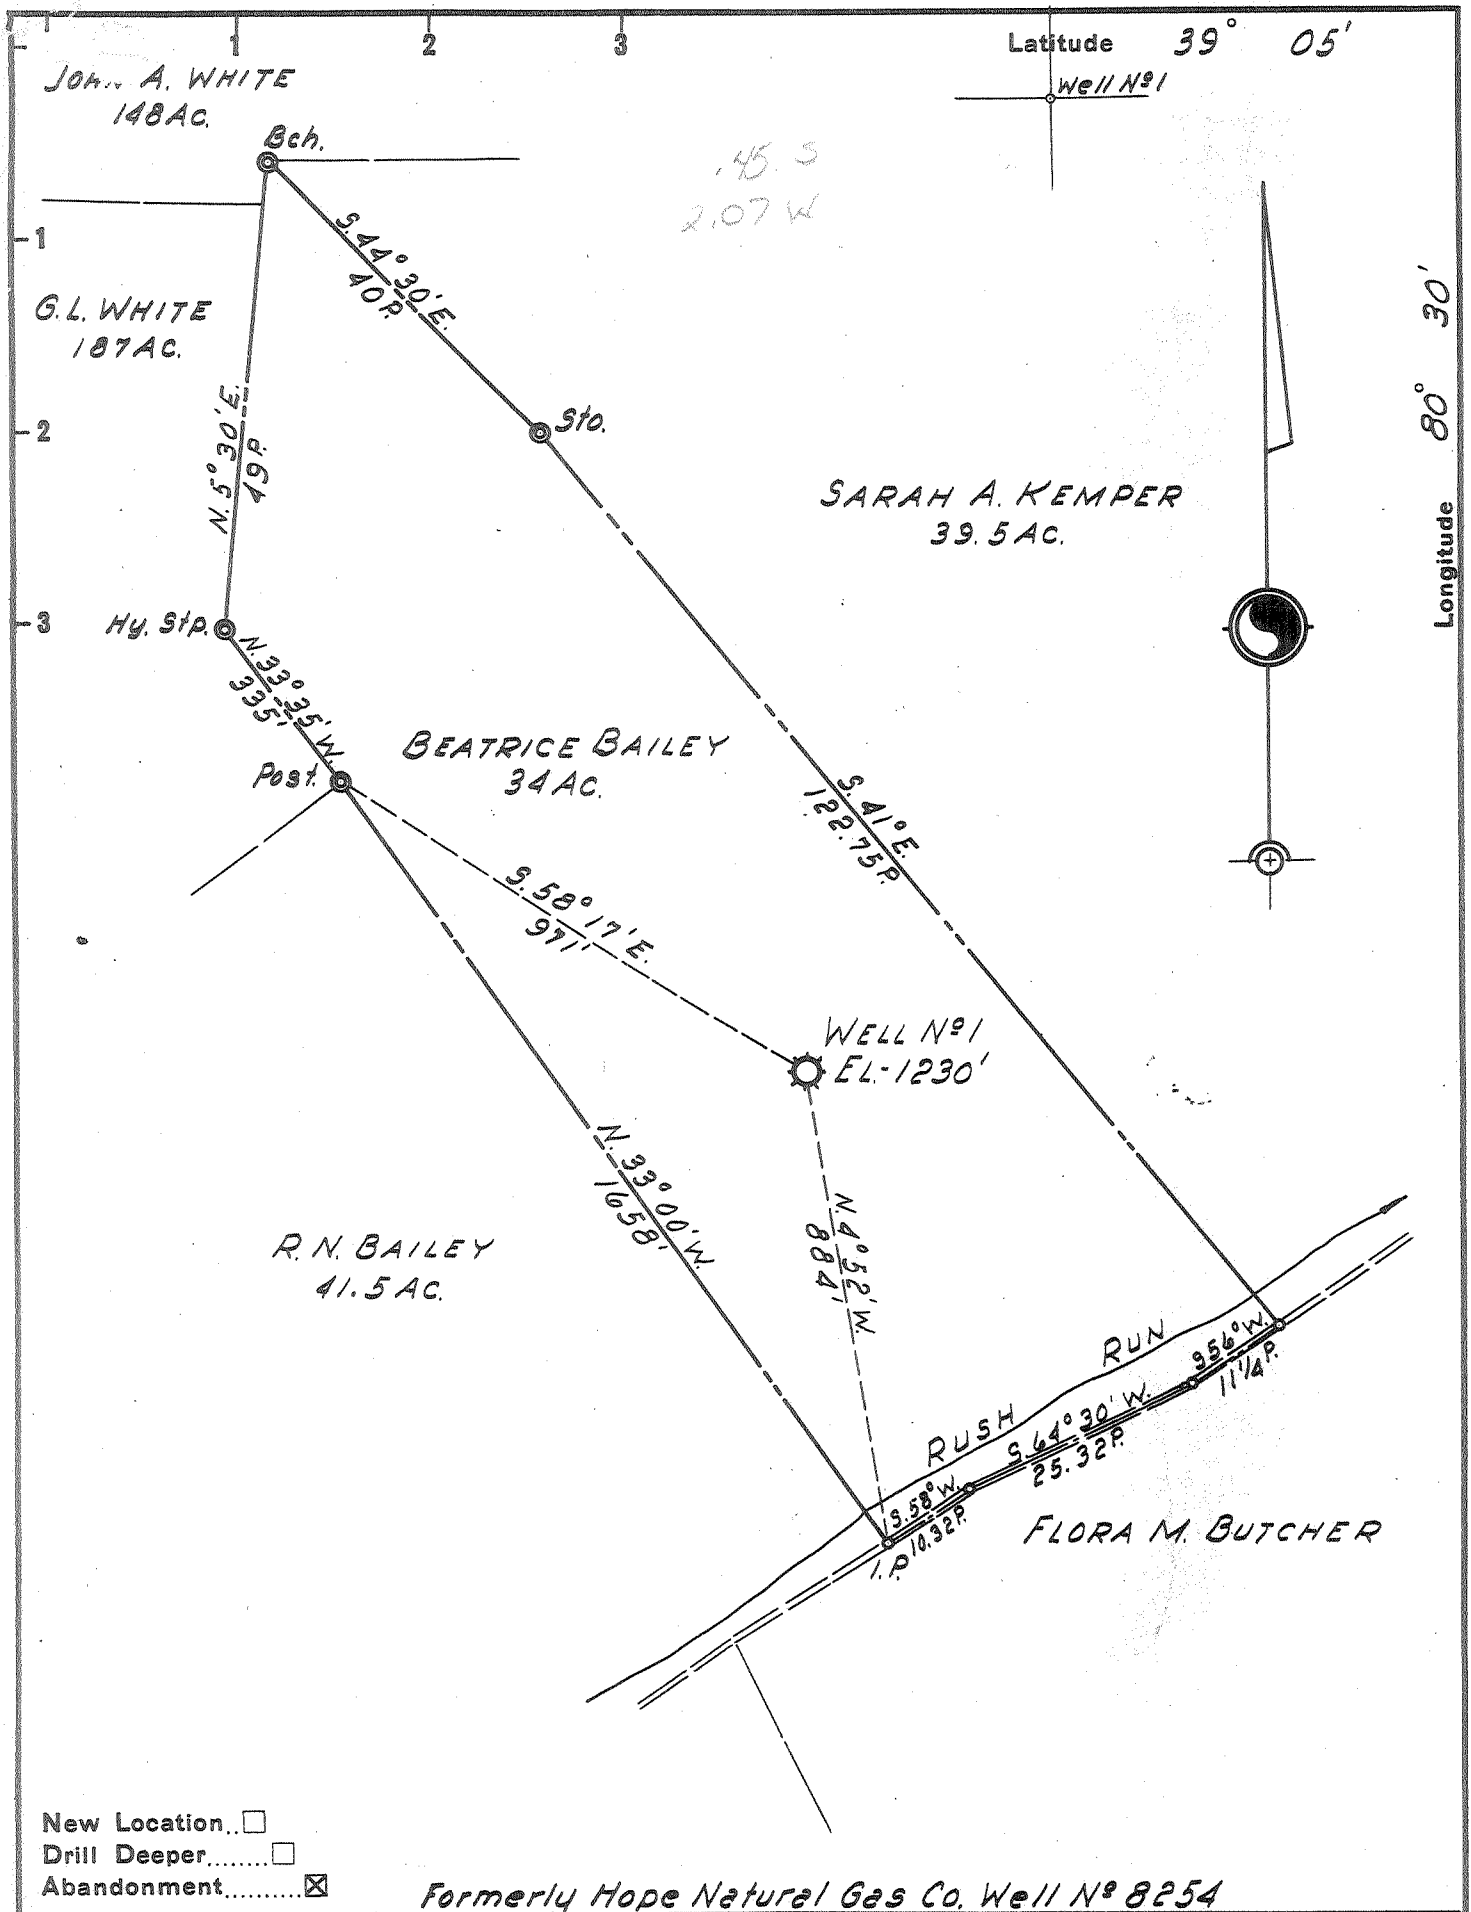 1 2 3
Latitude 39° 05'
Well Nº 1
JOHN A. WHITE
148 AC.
Bch.
.45 S
2.07 W
1
S. 44° 30' E.
40 P.
G.L. WHITE
187 AC.
Longitude 80° 30'
N. 5° 30' E.
49 P.
2
Sto.
SARAH A. KEMPER
39.5 AC.
3
Hy. Stp.
N. 33° 35' W.
335'
BEATRICE BAILEY
34 AC.
Post.
S. 41° E.
122.75 P.
S. 58° 17' E.
971'
WELL Nº 1
EL-1230'
N. 33° 00' W.
1658'
N. 4° 52' W.
884'
R. N. BAILEY
41.5 AC.
RUSH RUN
S 56° W.
11 1/4 P.
S. 64° 30' W.
25.32 P.
S. 58° W.
10.32 P.
I. P.
FLORA M. BUTCHER
New Location..
Drill Deeper........
Abandonment..........
Formerly Hope Natural Gas Co. Well Nº 8254